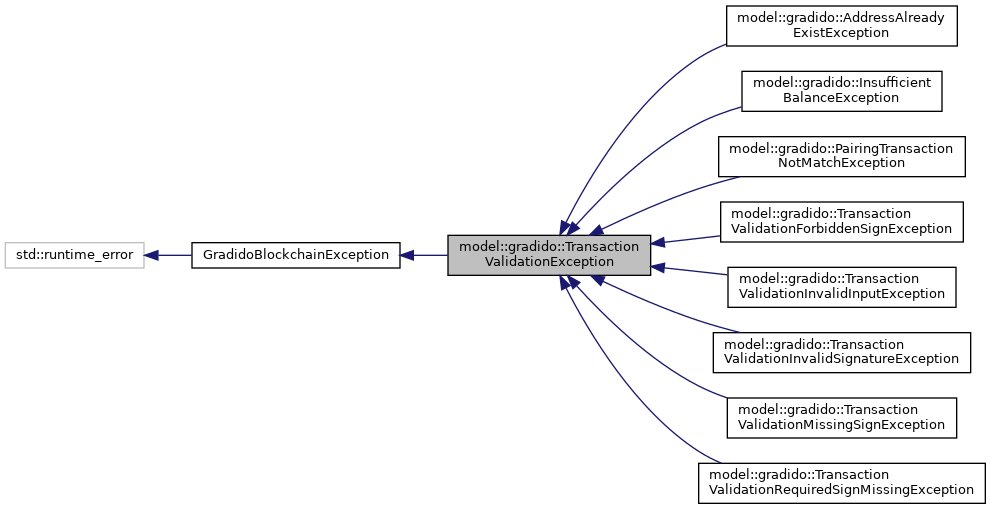 std::runtime_error
GradidoBlockchainException
model::gradido::Transaction
ValidationException
model::gradido::AddressAlready
ExistException
model::gradido::Insufficient
BalanceException
model::gradido::PairingTransaction
NotMatchException
model::gradido::Transaction
ValidationForbiddenSignException
model::gradido::Transaction
ValidationInvalidInputException
model::gradido::Transaction
ValidationInvalidSignatureException
model::gradido::Transaction
ValidationMissingSignException
model::gradido::Transaction
ValidationRequiredSignMissingException